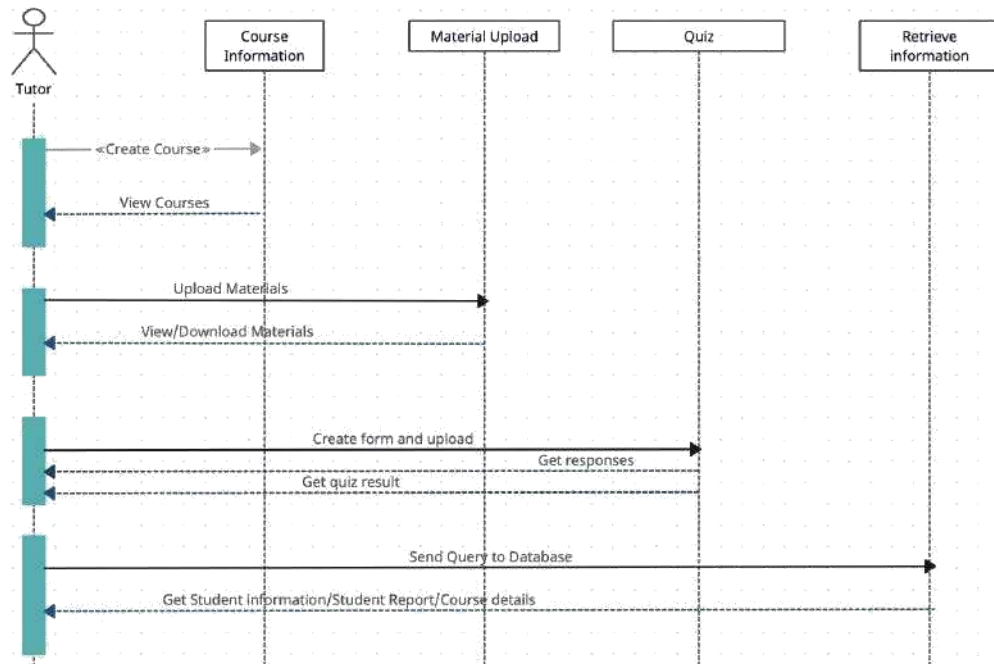 Course
Information
Material Upload
Quiz
Retrieve
information
Tutor
«Create Course»
View Courses
Upload Materials
View/Download Materials
Create form and upload
Get responses
Get quiz result
Send Query to Database
Get Student information/Student Report/Course details